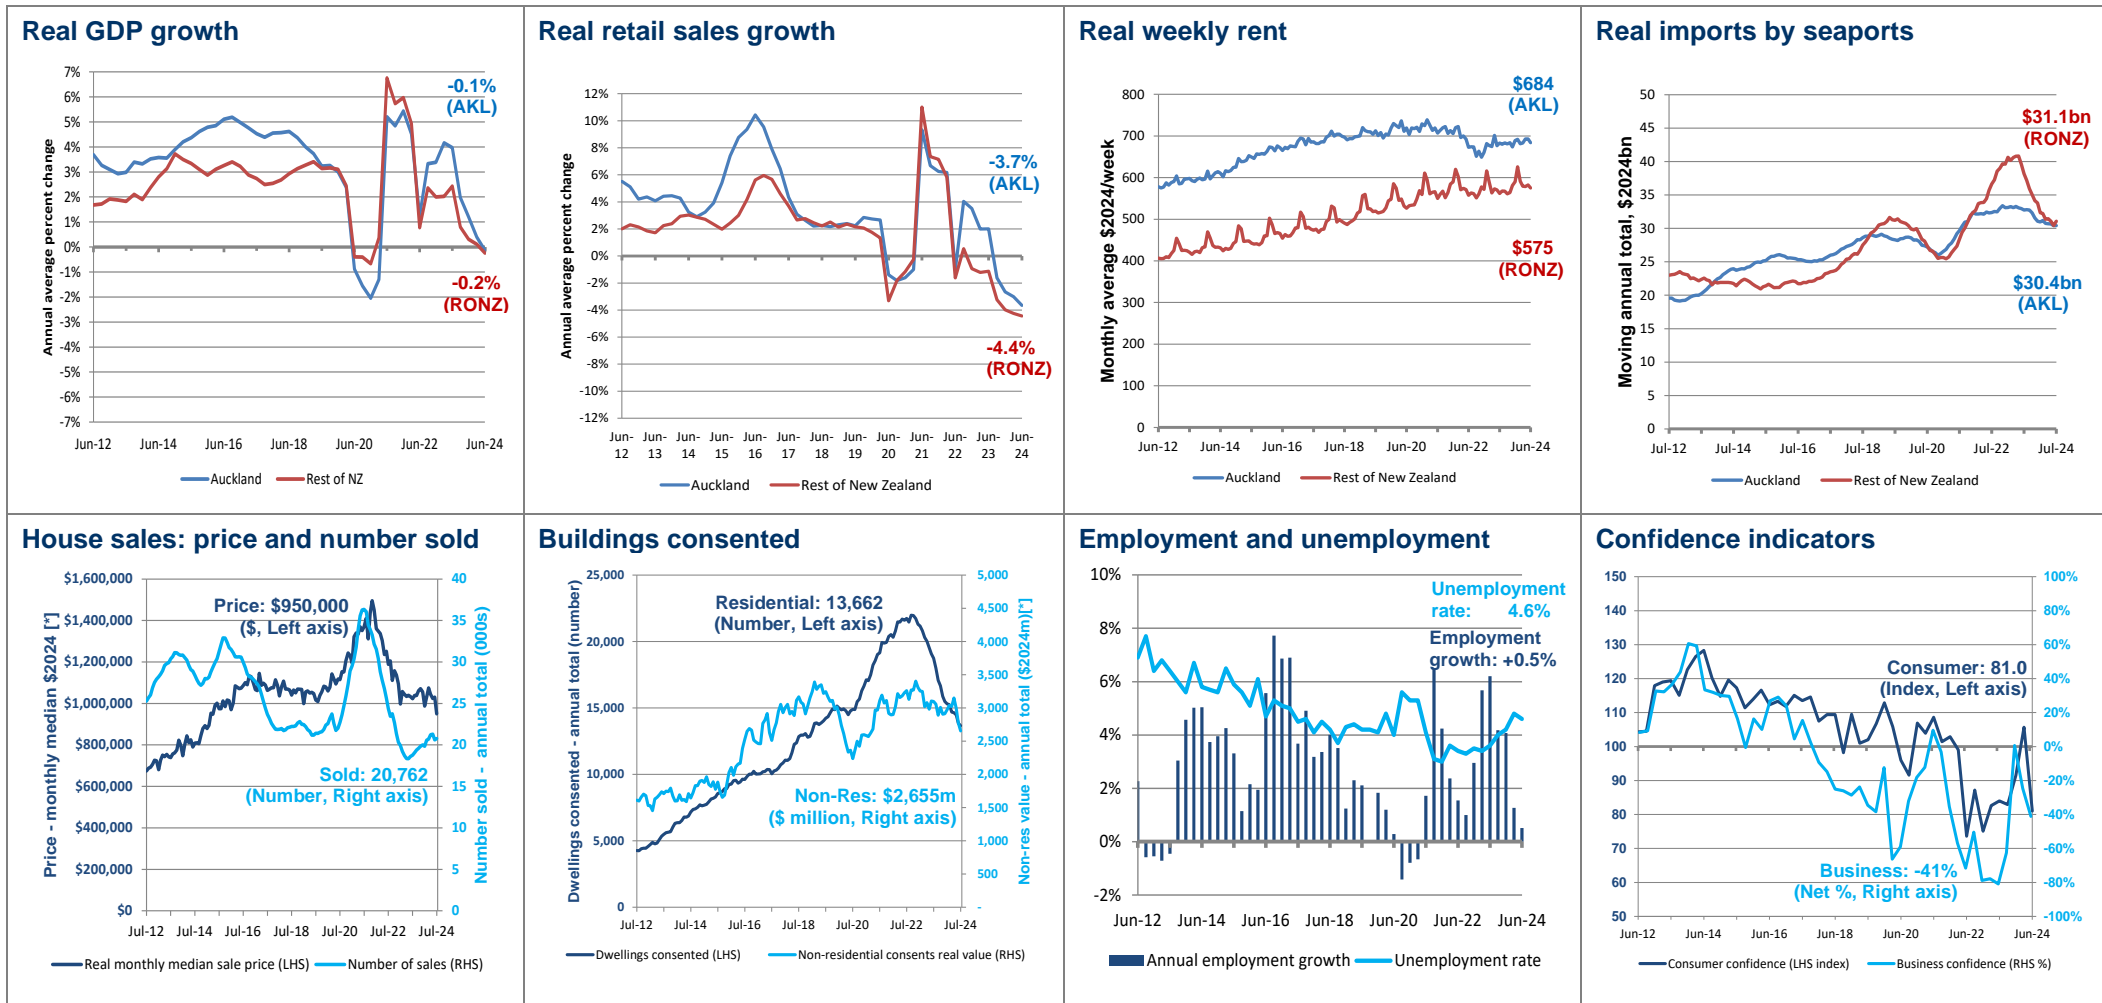 Real GDP growth
7%
6%
5%
4%
3%
2%
1%
0%
-1%
-2%
-3%
-4%
-5%
-6%
-7%
Annual average percent change
-0.1%
(AKL)
-0.2%
(RONZ)
Jun-12
Jun-14
Jun-16
Jun-18
Jun-20
Jun-22
Jun-24
Auckland
Rest of NZ
Real retail sales growth
12%
10%
8%
6%
4%
2%
0%
-2%
-4%
-6%
-8%
-10%
-12%
Annual average percent change
-3.7%
(AKL)
-4.4%
(RONZ)
Jun- Jun- Jun- Jun- Jun- Jun- Jun- Jun- Jun- Jun- Jun- Jun- Jun-
12 13 14 15 16 17 18 19 20 21 22 23 24
Auckland
Rest of New Zealand
Real weekly rent
800
700
600
500
400
300
200
100
0
Monthly average $2024/week
$684
(AKL)
$575
(RONZ)
Jun-12
Jun-14
Jun-16
Jun-18
Jun-20
Jun-22
Jun-24
Auckland
Rest of New Zealand
Real imports by seaports
50
45
40
35
30
25
20
15
10
5
0
Moving annual total, $2024bn
$31.1bn
(RONZ)
$30.4bn
(AKL)
Jul-12
Jul-14
Jul-16
Jul-18
Jul-20
Jul-22
Jul-24
Auckland
Rest of New Zealand
House sales: price and number sold
$1,600,000
$1,400,000
$1,200,000
$1,000,000
$800,000
$600,000
$400,000
$200,000
$0
Price - monthly median $2024 [*]
Price: $950,000
($, Left axis)
Sold: 20,762
(Number, Right axis)
40
35
30
25
20
15
10
5
0
Number sold - annual total (000s)
Jul-12
Jul-14
Jul-16
Jul-18
Jul-20
Jul-22
Jul-24
Real monthly median sale price (LHS)
Number of sales (RHS)
Buildings consented
25,000
20,000
15,000
10,000
5,000
0
Dwellings consented - annual total (number)
Residential: 13,662
(Number, Left axis)
Non-Res: $2,655m
($ million, Right axis)
5,000
4,500
4,000
3,500
3,000
2,500
2,000
1,500
1,000
500
-
Non-res value - annual total ($2024m)[*]
Jul-12
Jul-14
Jul-16
Jul-18
Jul-20
Jul-22
Jul-24
Dwellings consented (LHS)
Non-residential consents real value (RHS)
Employment and unemployment
10%
8%
6%
4%
2%
0%
-2%
Unemployment
rate: 4.6%
Employment
growth: +0.5%
Jun-12
Jun-14
Jun-16
Jun-18
Jun-20
Jun-22
Jun-24
Annual employment growth
Unemployment rate
Confidence indicators
150
140
130
120
110
100
90
80
70
60
50
Consumer: 81.0
(Index, Left axis)
Business: -41%
(Net %, Right axis)
100%
80%
60%
40%
20%
0%
-20%
-40%
-60%
-80%
-100%
Jun-12
Jun-14
Jun-16
Jun-18
Jun-20
Jun-22
Jun-24
Consumer confidence (LHS index)
Business confidence (RHS %)